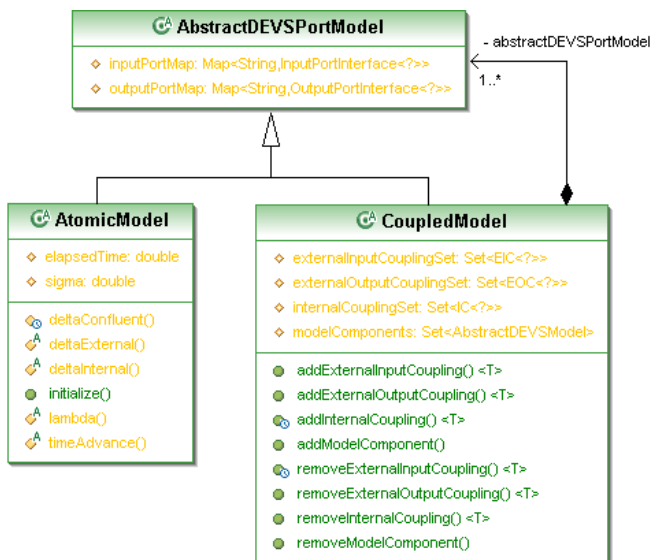 AbstractDEVSPortModel
inputPortMap: Map<String,InputPortInterface<?>>
outputPortMap: Map<String,OutputPortInterface<?>>
- abstractDEVSPortModel
1..*
AtomicModel
elapsedTime: double
sigma: double
deltaConfluent()
deltaExternal()
deltaInternal()
initialize()
lambda()
timeAdvance()
CoupledModel
externalInputCouplingSet: Set<EIC<?>>
externalOutputCouplingSet: Set<EOC<?>>
internalCouplingSet: Set<IC<?>>
modelComponents: Set<AbstractDEVSModel>
addExternalInputCoupling() <T>
addExternalOutputCoupling() <T>
addInternalCoupling() <T>
addModelComponent()
removeExternalInputCoupling() <T>
removeExternalOutputCoupling() <T>
removeInternalCoupling() <T>
removeModelComponent()